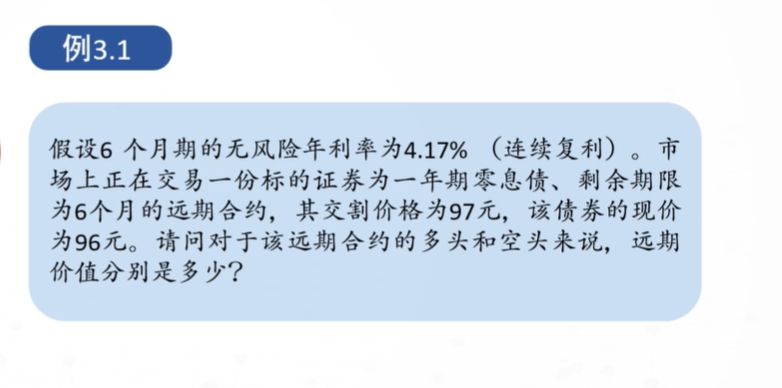 例3.1
假设6 个月期的无风险年利率为4.17% （连续复利）。市
场上正在交易一份标的证券为一年期零息债、剩余期限
为6个月的远期合约，其交割价格为97元，该债券的现价
为96元。请问对于该远期合约的多头和空头来说，远期
价值分别是多少？